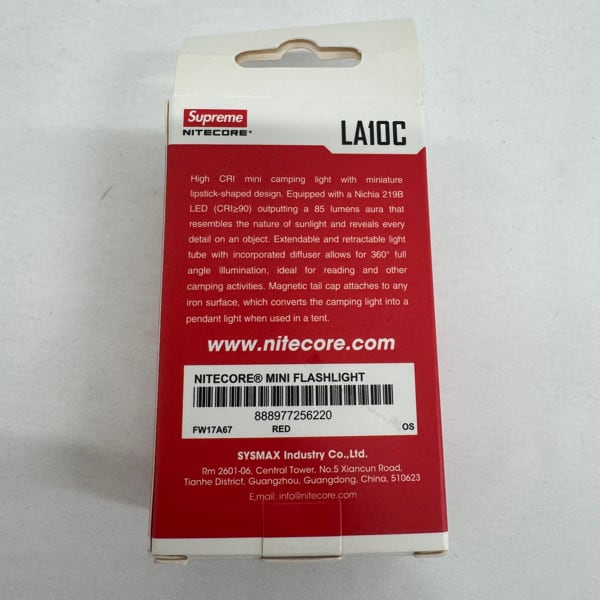 Supreme
NITECORE®
LA10C
High CRI mini camping light with miniature
lipstick-shaped design. Equipped with a Nichia 219B
LED (CRI≥90) outputting a 85 lumens aura that
resembles the nature of sunlight and reveals every
detail on an object. Extendable and retractable light
tube with incorporated diffuser allows for 360° full
angle illumination, ideal for reading and other
camping activities. Magnetic tail cap attaches to any
iron surface, which converts the camping light into a
pendant light when used in a tent.
www.nitecore.com
NITECORE® MINI FLASHLIGHT
888977256220
FW17A67 RED OS
SYSMAX Industry Co.,Ltd.
Rm 2601-06, Central Tower, No.5 Xiancun Road,
Tianhe District, Guangzhou, Guangdong, China, 510623
E.mail: info@nitecore.com